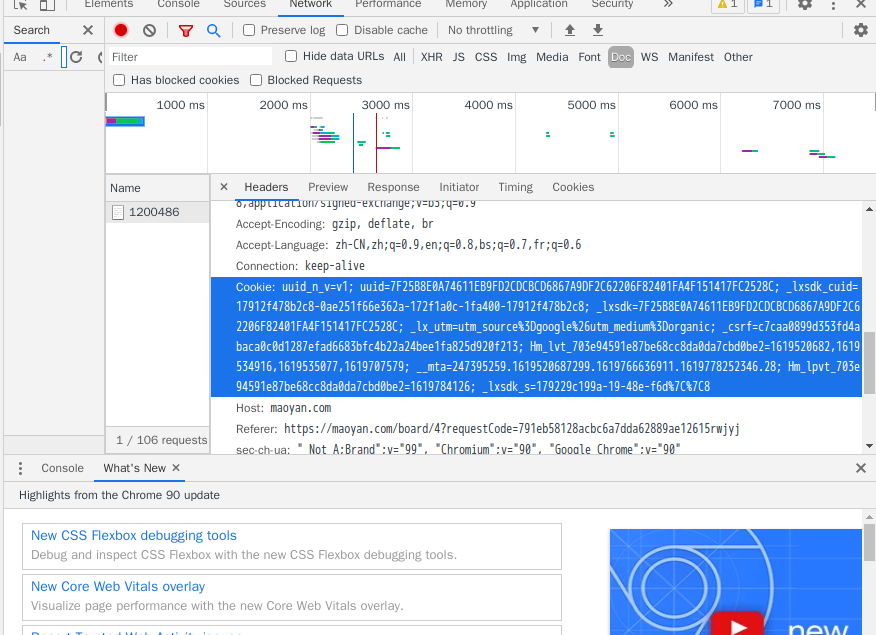 Elements Console Sources Network Performance Memory Application Security » 1 1
Search Preserve log Disable cache No throttling
Aa .* Filter Hide data URLs All XHR JS CSS Img Media Font Doc WS Manifest Other
Has blocked cookies Blocked Requests
1000 ms 2000 ms 3000 ms 4000 ms 5000 ms 6000 ms 7000 ms
Name × Headers Preview Response Initiator Timing Cookies
1200486
8,application/signed-exchange;v=b3;q=0.9
Accept-Encoding: gzip, deflate, br
Accept-Language: zh-CN,zh;q=0.9,en;q=0.8,bs;q=0.7,fr;q=0.6
Connection: keep-alive
Cookie: uuid_n_v=v1; uuid=7F25B8E0A74611EB9FD2CDCBCD6867A9DF2C62206F82401FA4F151417FC2528C; _lxsdk_cuid=
17912f478b2c8-0ae251f66e362a-172f1a0c-1fa400-17912f478b2c8; _lxsdk=7F25B8E0A74611EB9FD2CDCBCD6867A9DF2C6
2206F82401FA4F151417FC2528C; _lx_utm=utm_source%3Dgoogle%26utm_medium%3Dorganic; _csrf=c7caa0899d353fd4a
baca0c0d1287efad6683bfc4b22a24bee1fa825d920f213; Hm_lvt_703e94591e87be68cc8da0da7cbd0be2=1619520682,1619
534916,1619535077,1619707579; __mta=247395259.1619520687299.1619766636911.1619778252346.28; Hm_lpvt_703e
94591e87be68cc8da0da7cbd0be2=1619784126; _lxsdk_s=179229c199a-19-48e-f6d%7C%7C8
Host: maoyan.com
Referer: https://maoyan.com/board/4?requestCode=791eb58128acbc6a7dda62889ae12615rwjyj
sec-ch-ua: " Not A;Brand";v="99", "Chromium";v="90", "Google Chrome";v="90"
1 / 106 requests
Console What's New ×
Highlights from the Chrome 90 update
New CSS Flexbox debugging tools
Debug and inspect CSS Flexbox with the new CSS Flexbox debugging tools.
New Core Web Vitals overlay
Visualize page performance with the new Core Web Vitals overlay.
new